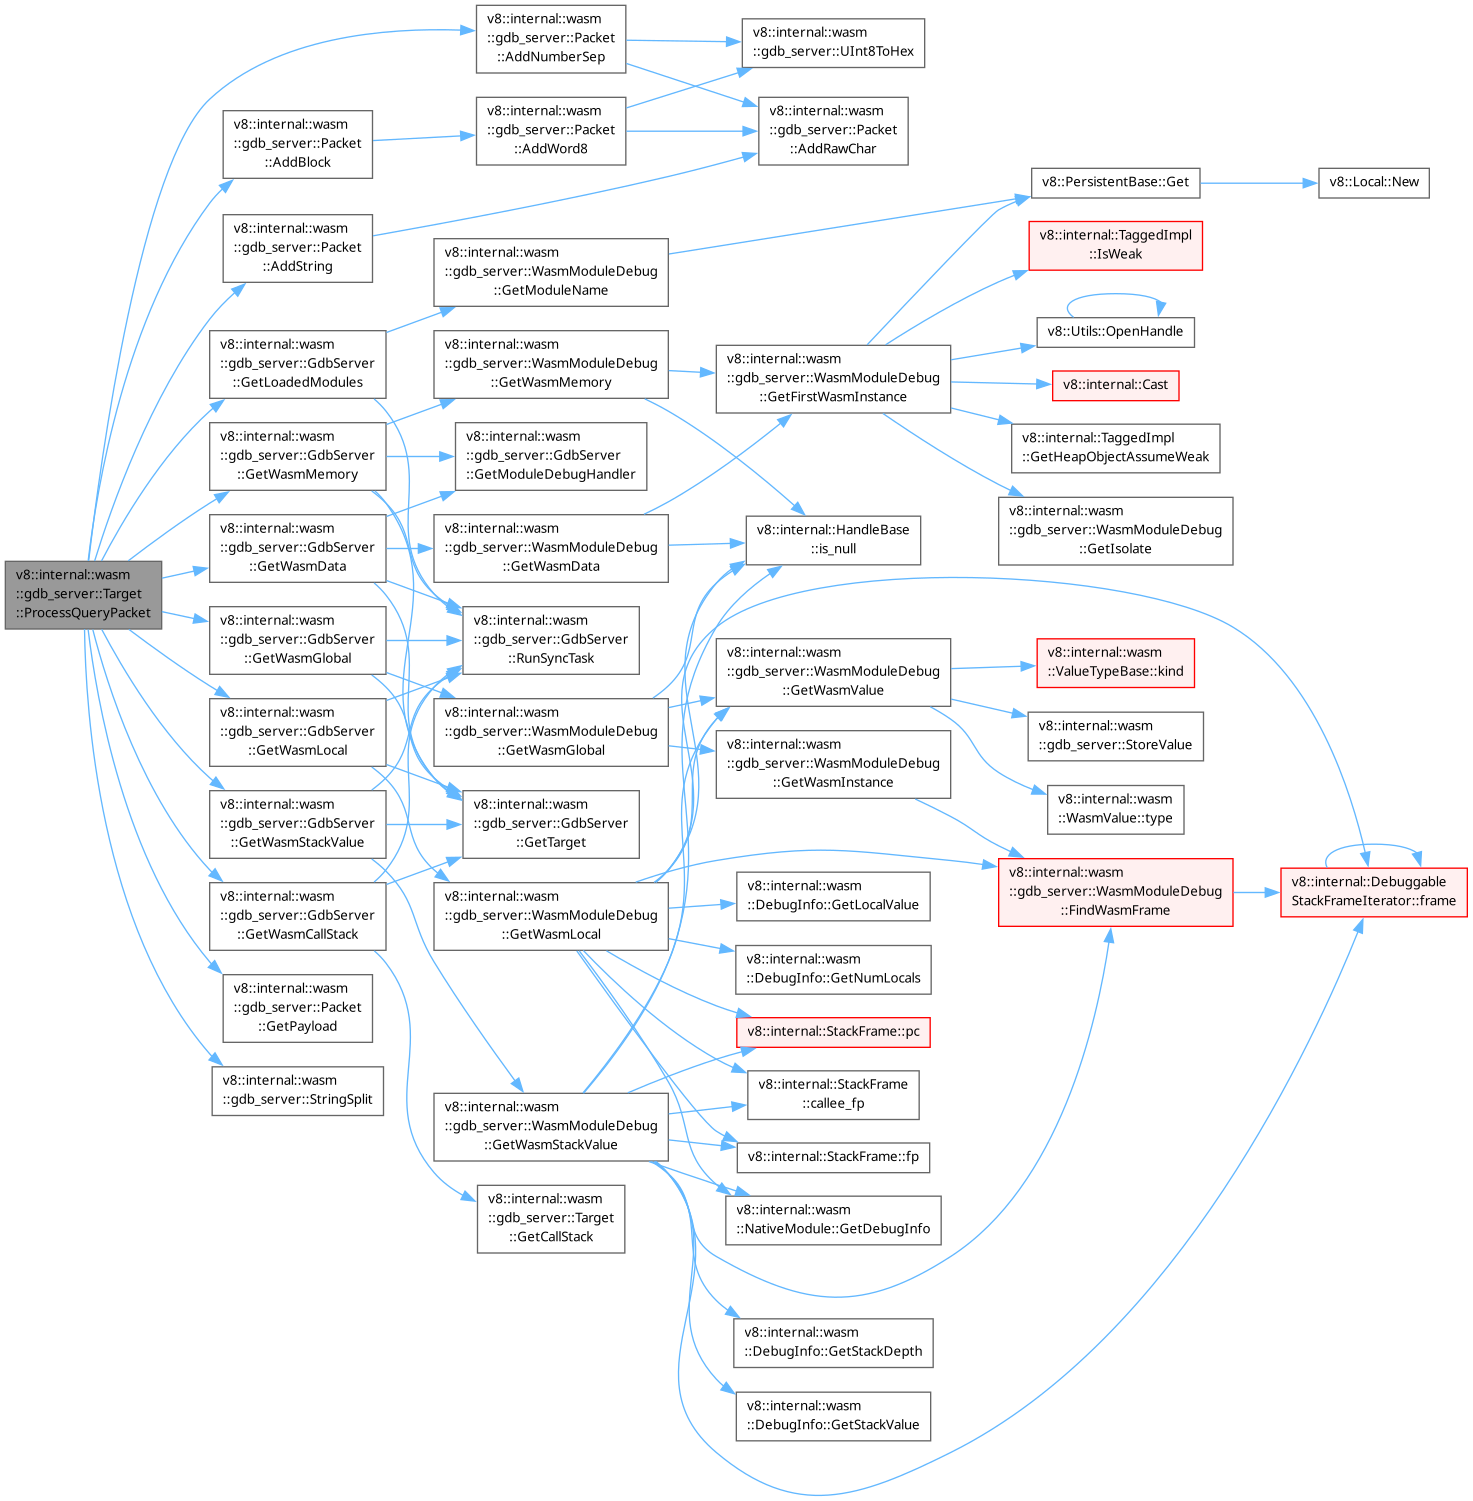 v8::internal::wasm
::gdb_server::Target
::ProcessQueryPacket
v8::internal::wasm
::gdb_server::Packet
::AddBlock
v8::internal::wasm
::gdb_server::Packet
::AddString
v8::internal::wasm
::gdb_server::GdbServer
::GetLoadedModules
v8::internal::wasm
::gdb_server::GdbServer
::GetWasmMemory
v8::internal::wasm
::gdb_server::GdbServer
::GetWasmData
v8::internal::wasm
::gdb_server::GdbServer
::GetWasmGlobal
v8::internal::wasm
::gdb_server::GdbServer
::GetWasmLocal
v8::internal::wasm
::gdb_server::GdbServer
::GetWasmStackValue
v8::internal::wasm
::gdb_server::GdbServer
::GetWasmCallStack
v8::internal::wasm
::gdb_server::Packet
::GetPayload
v8::internal::wasm
::gdb_server::StringSplit
v8::internal::wasm
::gdb_server::Packet
::AddNumberSep
v8::internal::wasm
::gdb_server::Packet
::AddWord8
v8::internal::wasm
::gdb_server::WasmModuleDebug
::GetModuleName
v8::internal::wasm
::gdb_server::WasmModuleDebug
::GetWasmMemory
v8::internal::wasm
::gdb_server::GdbServer
::GetModuleDebugHandler
v8::internal::wasm
::gdb_server::WasmModuleDebug
::GetWasmData
v8::internal::wasm
::gdb_server::GdbServer
::RunSyncTask
v8::internal::wasm
::gdb_server::WasmModuleDebug
::GetWasmGlobal
v8::internal::wasm
::gdb_server::GdbServer
::GetTarget
v8::internal::wasm
::gdb_server::WasmModuleDebug
::GetWasmLocal
v8::internal::wasm
::gdb_server::WasmModuleDebug
::GetWasmStackValue
v8::internal::wasm
::gdb_server::Target
::GetCallStack
v8::internal::wasm
::gdb_server::UInt8ToHex
v8::internal::wasm
::gdb_server::Packet
::AddRawChar
v8::internal::wasm
::gdb_server::WasmModuleDebug
::GetFirstWasmInstance
v8::internal::HandleBase
::is_null
v8::internal::wasm
::gdb_server::WasmModuleDebug
::GetWasmValue
v8::internal::wasm
::gdb_server::WasmModuleDebug
::GetWasmInstance
v8::internal::wasm
::DebugInfo::GetLocalValue
v8::internal::wasm
::DebugInfo::GetNumLocals
v8::internal::StackFrame::pc
v8::internal::StackFrame
::callee_fp
v8::internal::StackFrame::fp
v8::internal::wasm
::NativeModule::GetDebugInfo
v8::internal::wasm
::DebugInfo::GetStackDepth
v8::internal::wasm
::DebugInfo::GetStackValue
v8::PersistentBase::Get
v8::internal::TaggedImpl
::IsWeak
v8::Utils::OpenHandle
v8::internal::Cast
v8::internal::TaggedImpl
::GetHeapObjectAssumeWeak
v8::internal::wasm
::gdb_server::WasmModuleDebug
::GetIsolate
v8::internal::wasm
::ValueTypeBase::kind
v8::internal::wasm
::gdb_server::StoreValue
v8::internal::wasm
::WasmValue::type
v8::internal::wasm
::gdb_server::WasmModuleDebug
::FindWasmFrame
v8::Local::New
v8::internal::Debuggable
StackFrameIterator::frame